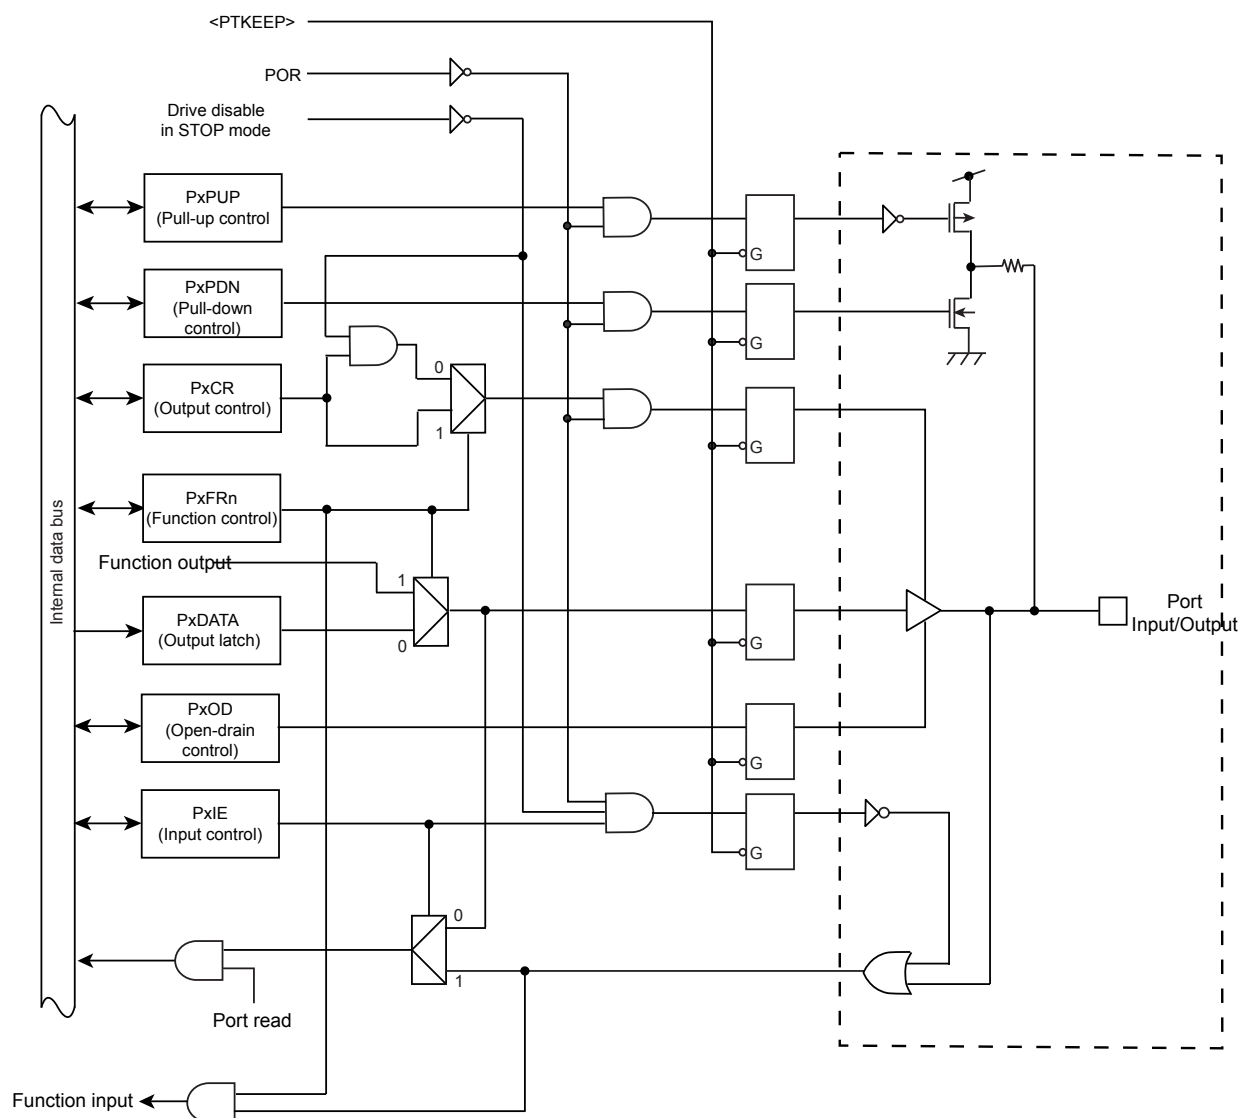 <PTKEEP>
POR
Drive disable
in STOP mode
PxPUP
(Pull-up control
G
PxPDN
(Pull-down
control)
G
0
PxCR
(Output control)
1
G
PxFRn
(Function control)
Internal data bus
Function output
1
PxDATA
(Output latch)
0
G
Port
Input/Output
PxOD
(Open-drain
control)
G
PxIE
(Input control)
G
0
1
Port read
Function input